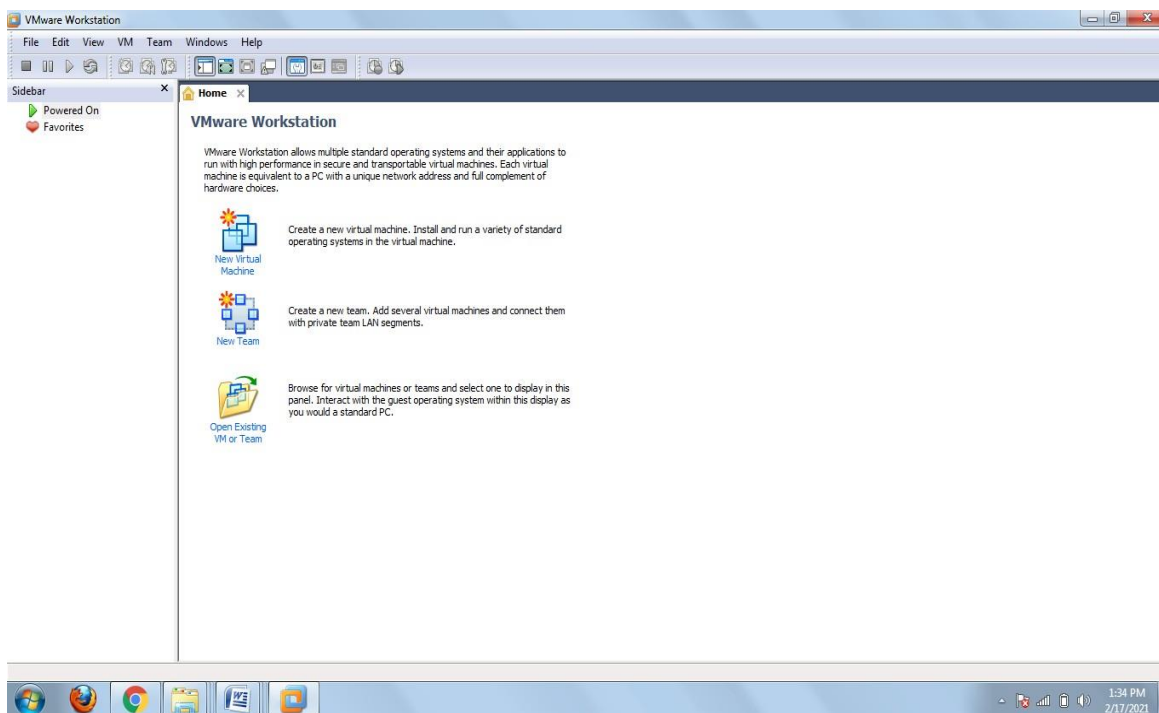 VMware Workstation
File Edit View VM Team Windows Help
Sidebar
Powered On
Favorites
Home
VMware Workstation
VMware Workstation allows multiple standard operating systems and their applications to
run with high performance in secure and transportable virtual machines. Each virtual
machine is equivalent to a PC with a unique network address and full complement of
hardware choices.
New Virtual
Machine
Create a new virtual machine. Install and run a variety of standard
operating systems in the virtual machine.
New Team
Create a new team. Add several virtual machines and connect them
with private team LAN segments.
Open Existing
VM or Team
Browse for virtual machines or teams and select one to display in this
panel. Interact with the guest operating system within this display as
you would a standard PC.
1:34 PM
2/17/2021